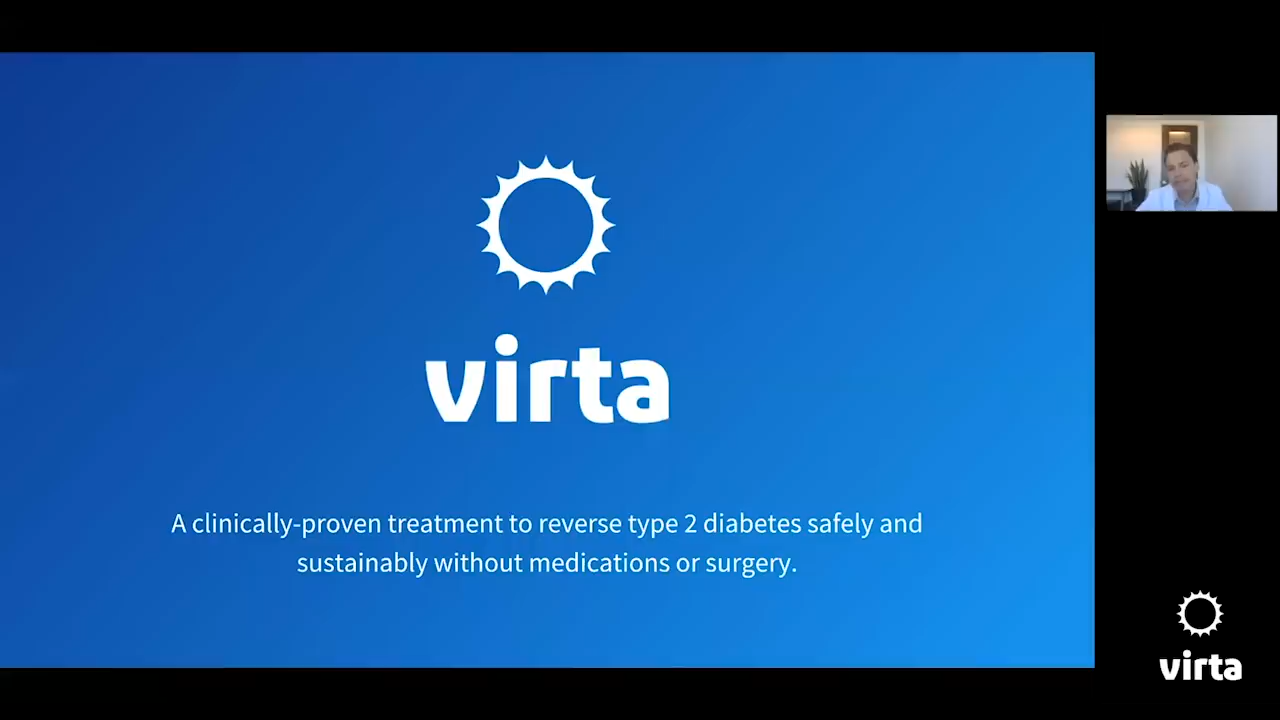 virta
A clinically-proven treatment to reverse type 2 diabetes safely and
sustainably without medications or surgery.
virta